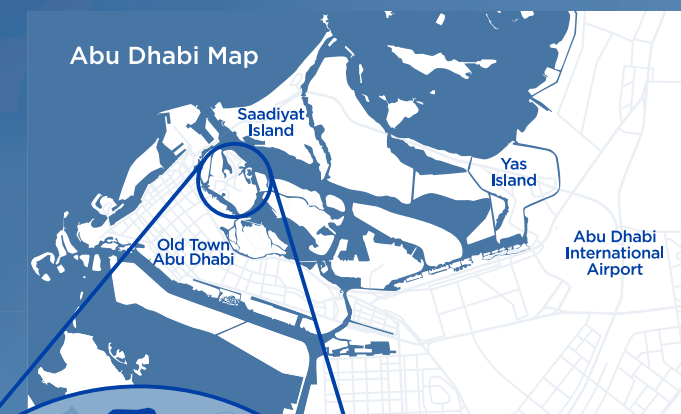 Abu Dhabi Map
Saadiyat
Island
Yas
Island
Old Town
Abu Dhabi
Abu Dhabi
International
Airport